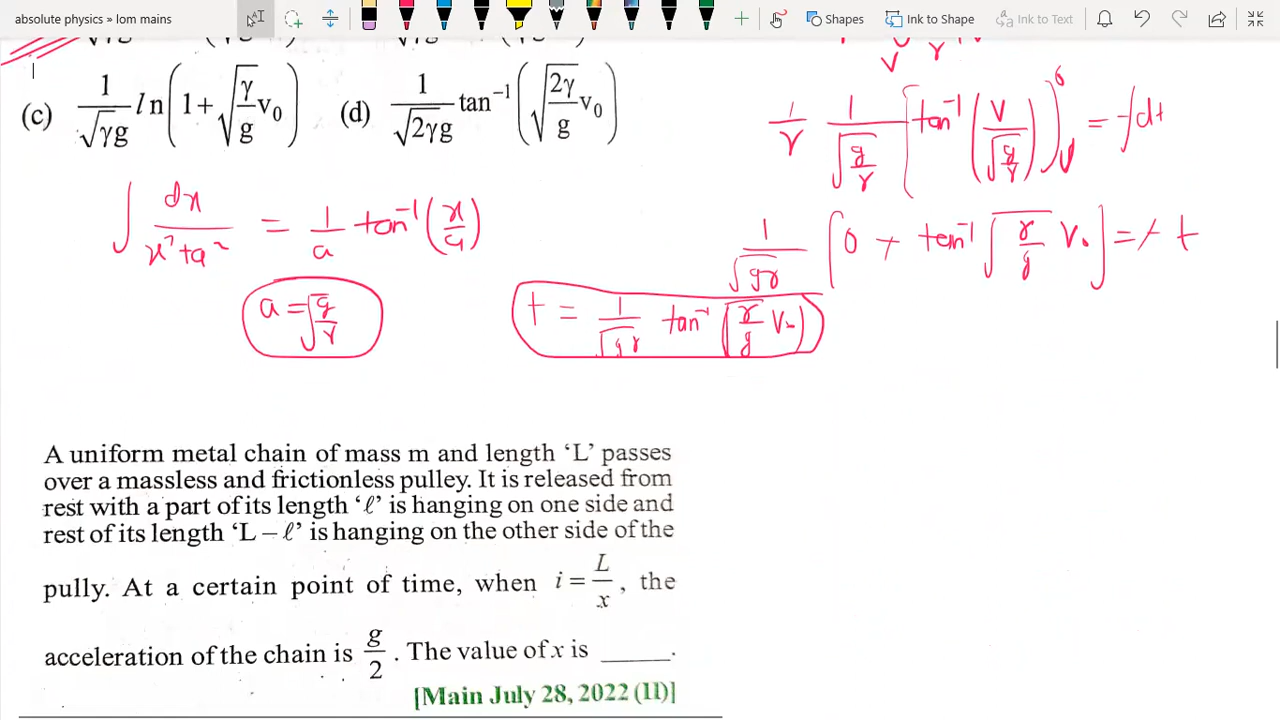 absolute physics » lom mains
Shapes
Ink to Shape
Ink to Text
(c) 1/√γg ln(1+√γ/g v₀) (d) 1/√2γg tan⁻¹(√2γ/g v₀)
1/γ 1/√g/γ [tan⁻¹(V/√g/γ)] = -∫dt
∫ dx/x²+a² = 1/a tan⁻¹(x/a)
1/√gγ [0 + tan⁻¹ √γ/g V₀] = + t
a = √g/γ
t = 1/√gγ tan⁻¹(√γ/g V₀)
A uniform metal chain of mass m and length ‘L’ passes
over a massless and frictionless pulley. It is released from
rest with a part of its length ‘ℓ’ is hanging on one side and
rest of its length ‘L – ℓ’ is hanging on the other side of the
pully. At a certain point of time, when i = L/x, the
acceleration of the chain is g/2. The value of x is _____.
[Main July 28, 2022 (II)]